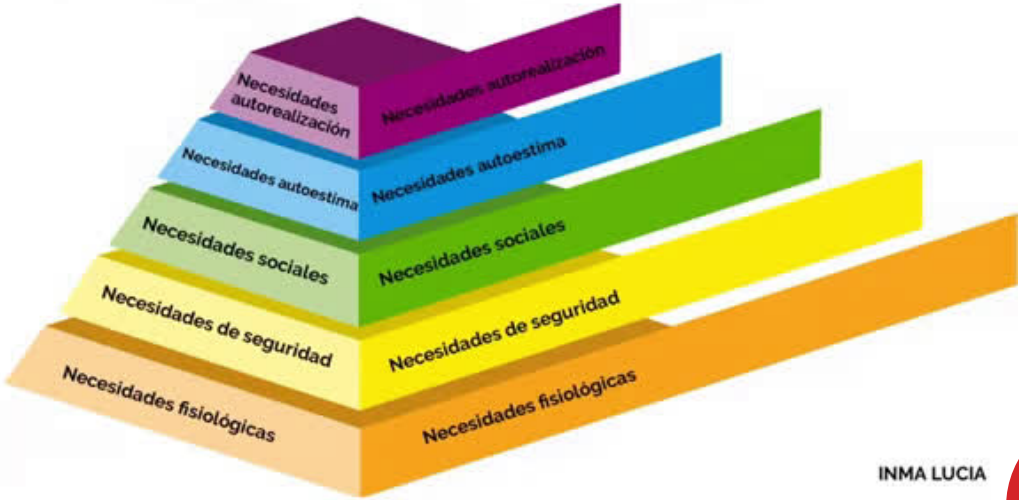 Necesidades
autorealización
Necesidades autorealización
Necesidades autoestima
Necesidades autoestima
Necesidades sociales
Necesidades sociales
Necesidades de seguridad
Necesidades de seguridad
Necesidades fisiológicas
Necesidades fisiológicas
INMA LUCIA